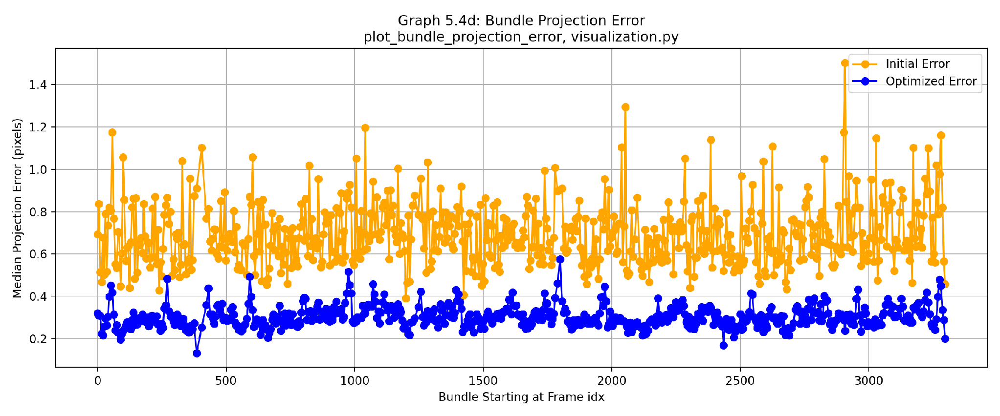 Graph 5.4d: Bundle Projection Error
plot_bundle_projection_error, visualization.py
Initial Error
Optimized Error
Median Projection Error (pixels)
1.4
1.2
1.0
0.8
0.6
0.4
0.2
0 500 1000 1500 2000 2500 3000
Bundle Starting at Frame idx